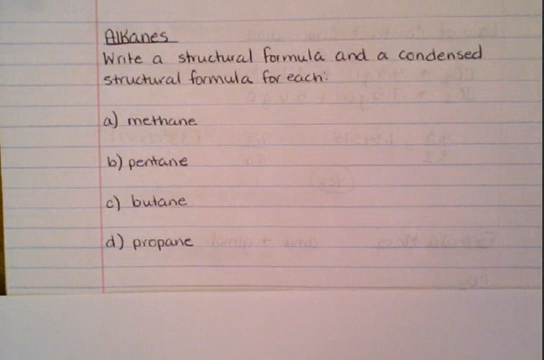 Alkanes
Write a structural formula and a condensed
structural formula for each:
a) methane
b) pentane
c) butane
d) propane